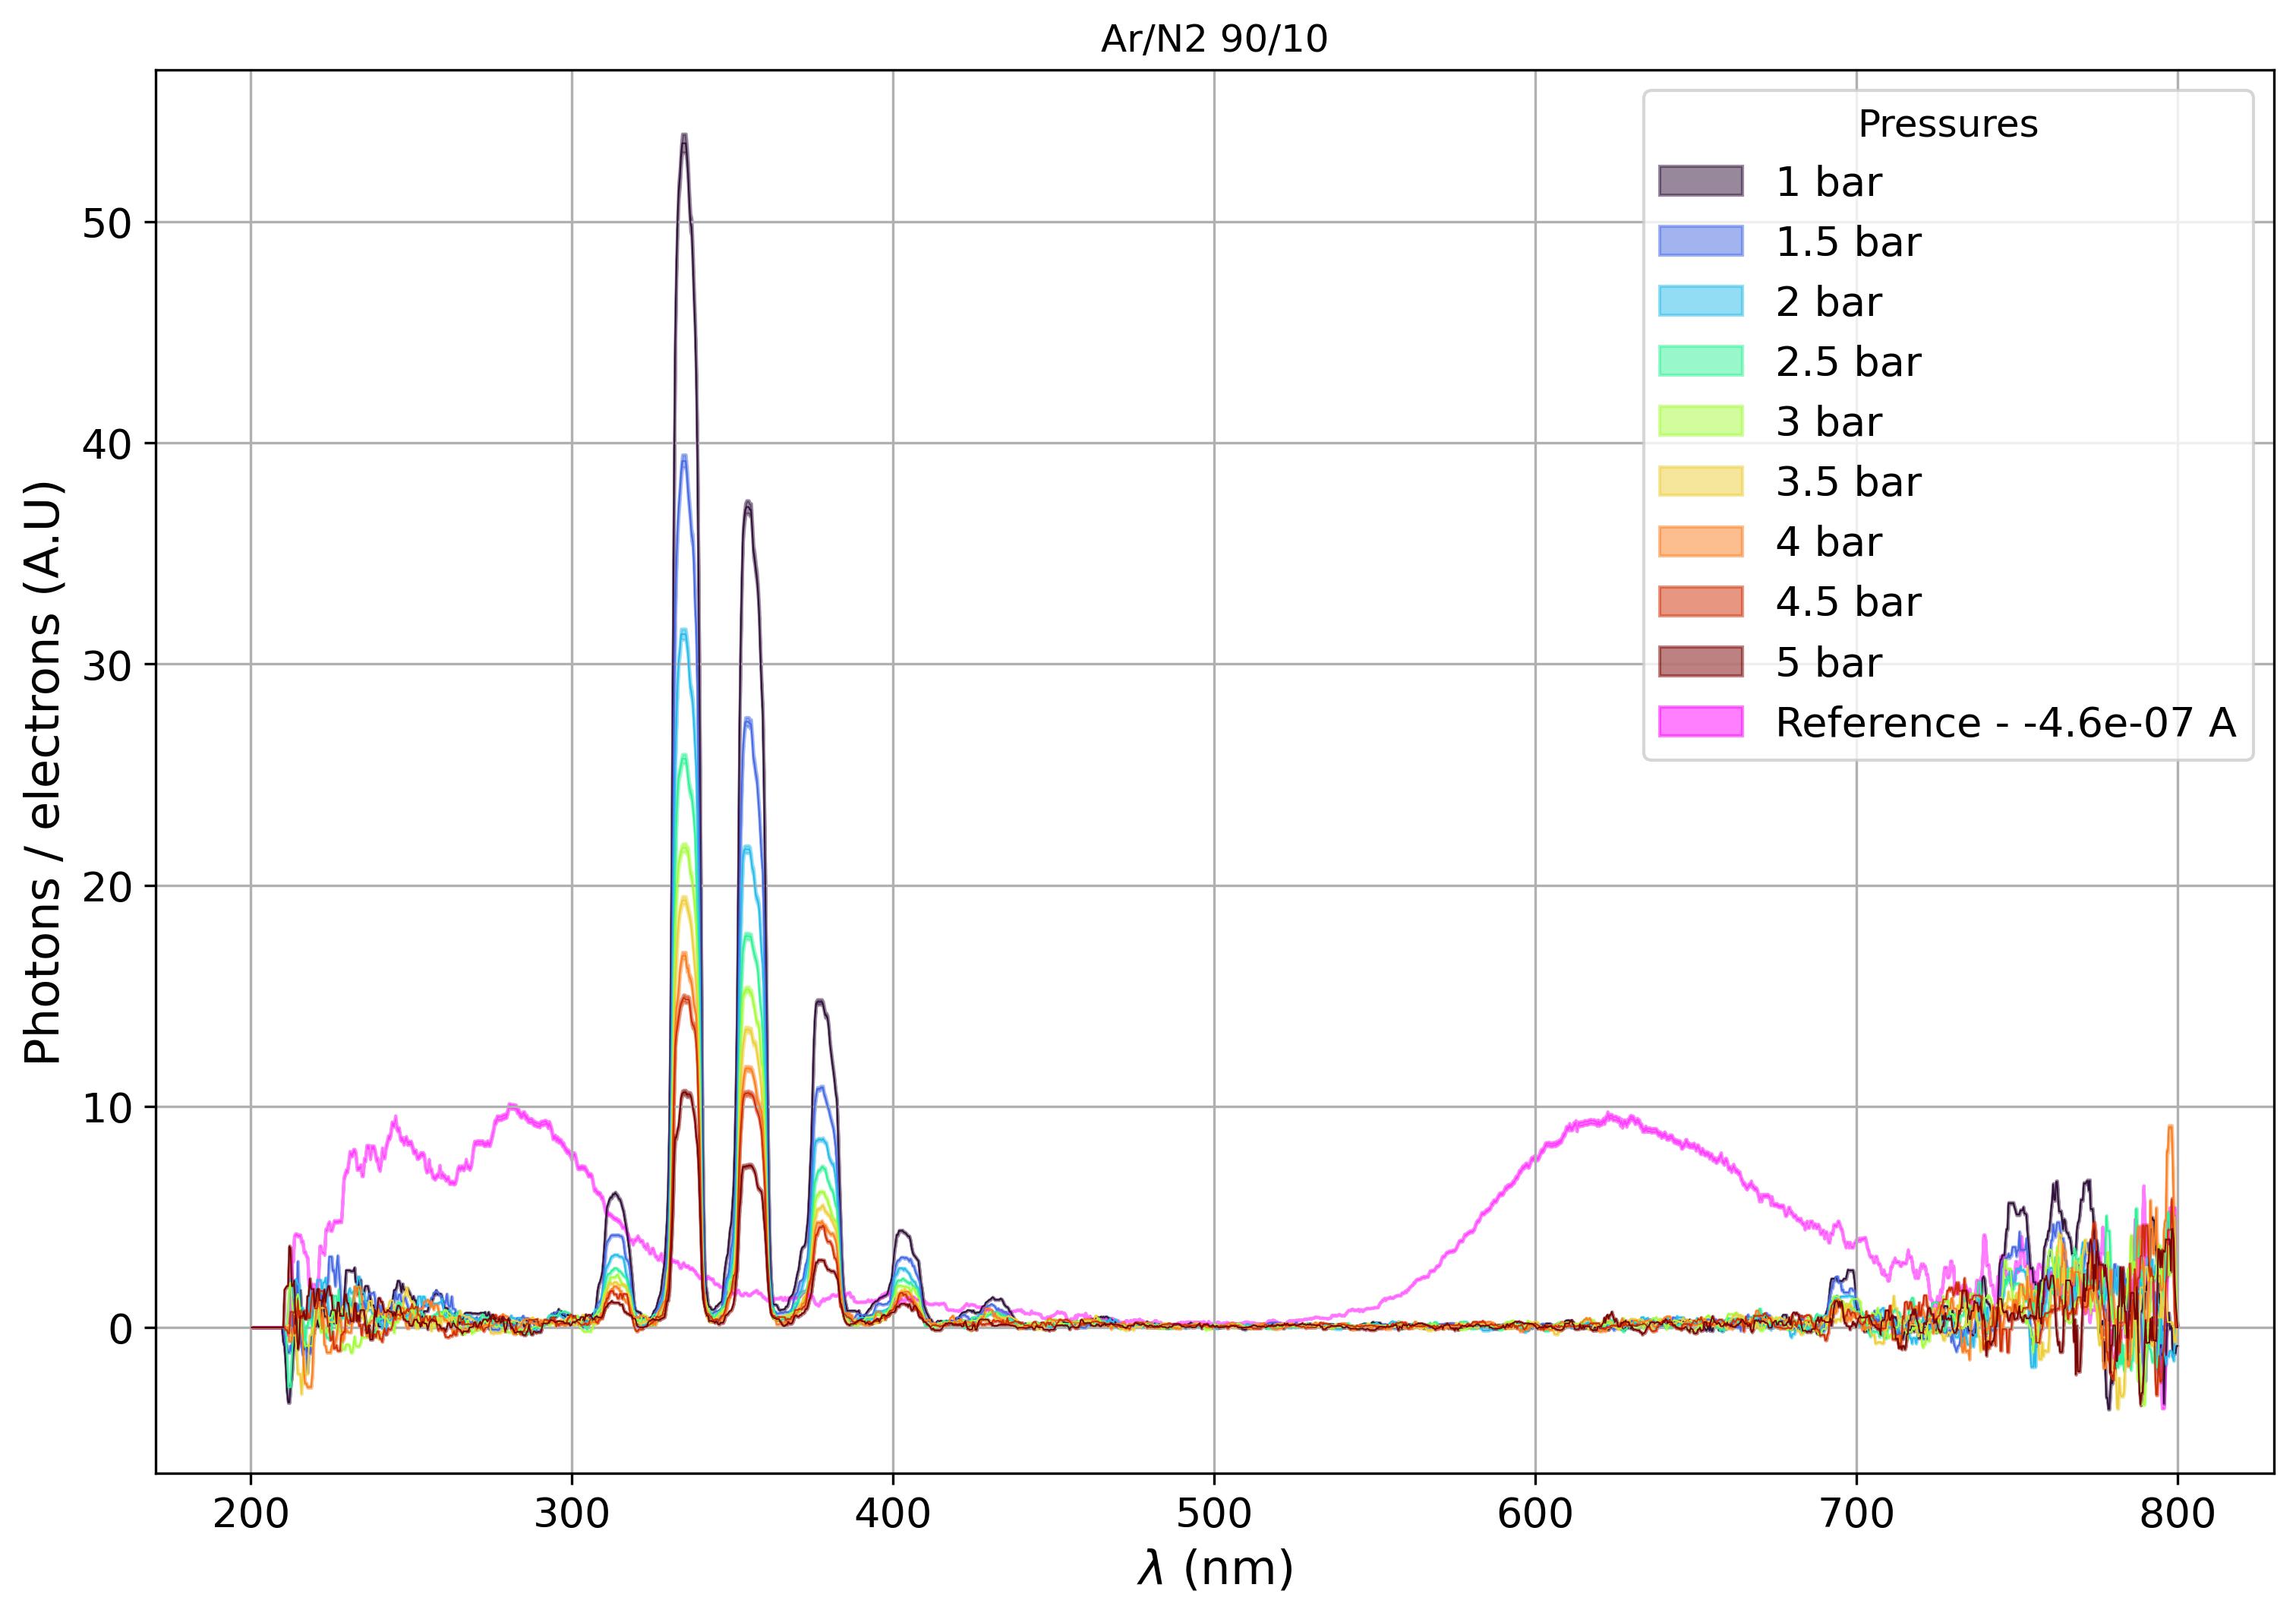 Ar/N2 90/10
Photons / electrons (A.U)
50
40
30
20
10
0
200
300
400
500
600
700
800
λ (nm)
Pressures
1 bar
1.5 bar
2 bar
2.5 bar
3 bar
3.5 bar
4 bar
4.5 bar
5 bar
Reference - -4.6e-07 A